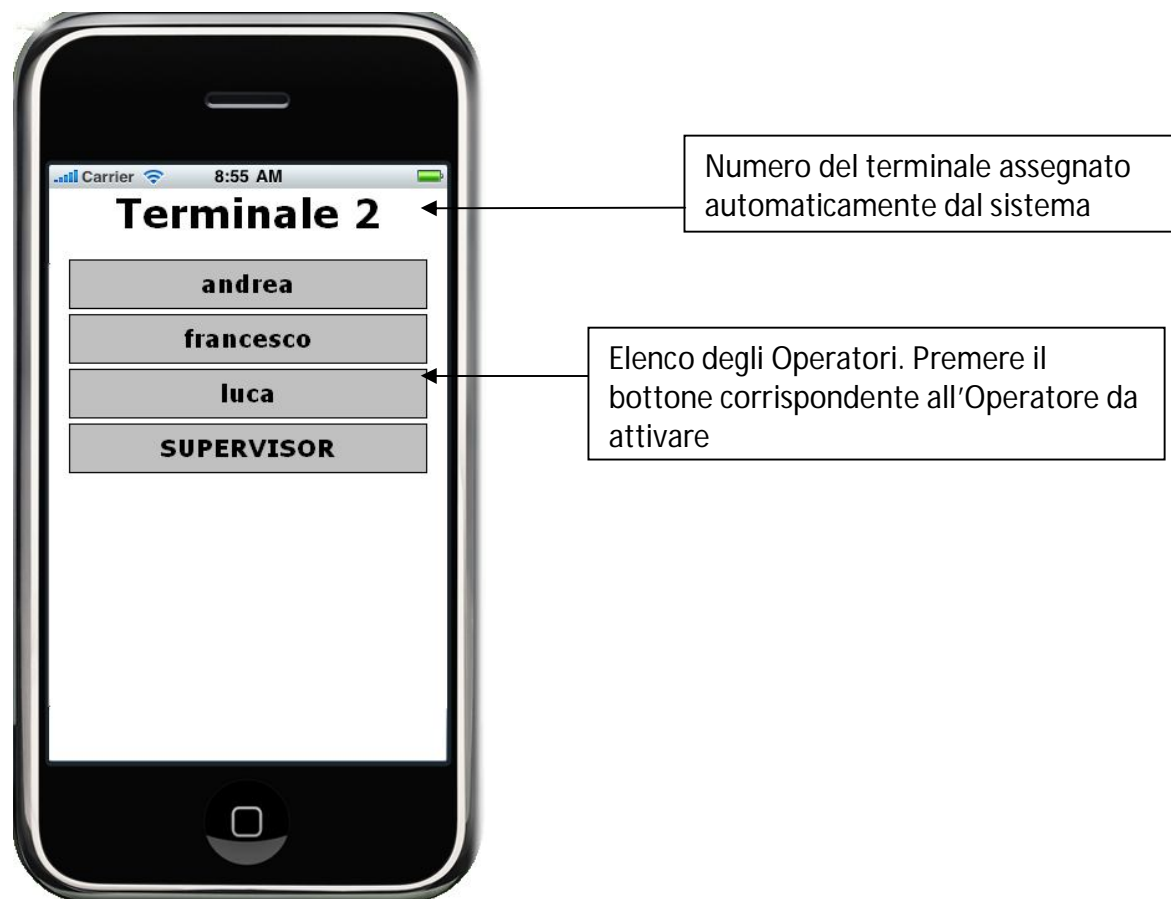 Carrier 8:55 AM
Terminale 2
andrea
francesco
luca
SUPERVISOR
Numero del terminale assegnato
automaticamente dal sistema
Elenco degli Operatori. Premere il
bottone corrispondente all’Operatore da
attivare